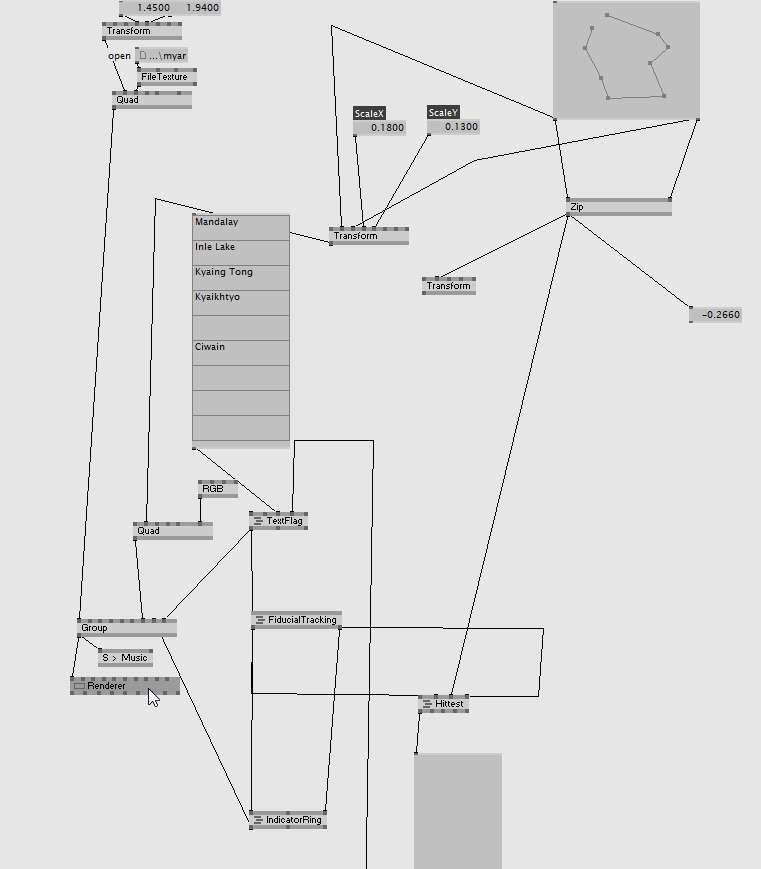 1.4500 1.9400
Transform
open ...\myar
FileTexture
Quad
ScaleX
0.1800
ScaleY
0.1300
Zip
Mandalay
Inle Lake
Kyaing Tong
Kyaikhtyo
Ciwain
Transform
Transform
-0.2660
RGB
Quad
TextFlag
FiducialTracking
Group
S > Music
Renderer
Hittest
IndicatorRing